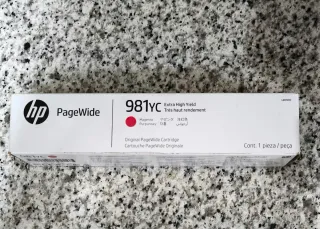 hp
PageWide
981YC
Extra High Yield
Très haut rendement
Magenta
Original PageWide Cartridge
Cartouche PageWide Originale
Cont. 1 pieza / peça